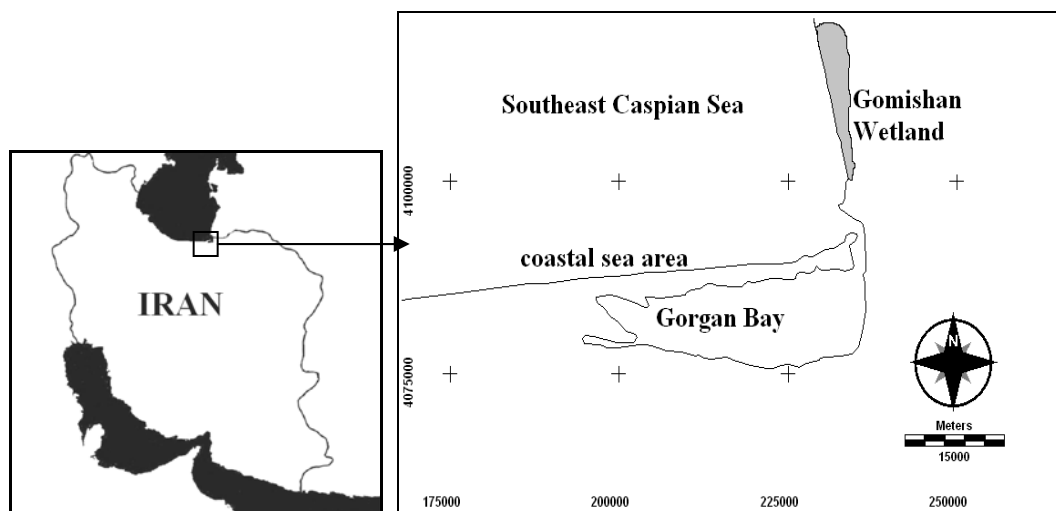 IRAN
Southeast Caspian Sea
Gomishan
Wetland
coastal sea area
Gorgan Bay
4100000
4075000
N
Meters
15000
175000 200000 225000 250000